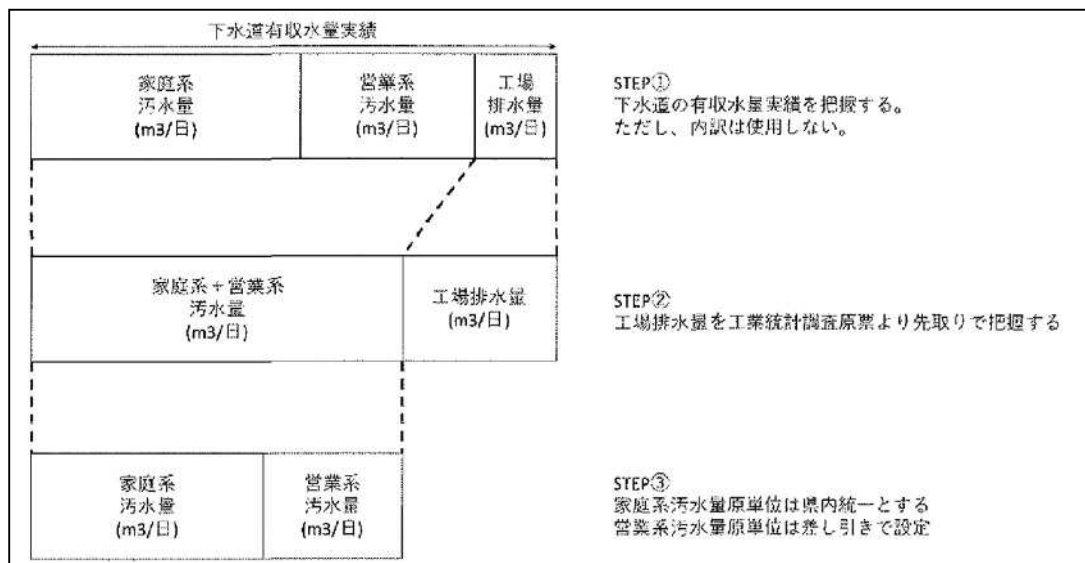 下水道有収水量実績
家庭系
汚水量
(m3/日)
営業系
汚水量
(m3/日)
工場
排水量
(m3/日)
STEP①
下水道の有収水量実績を把握する。
ただし、内訳は使用しない。
家庭系＋営業系
汚水量
(m3/日)
工場排水量
(m3/日)
STEP②
工場排水量を工業統計調査原票より先取りで把握する
家庭系
汚水量
(m3/日)
営業系
汚水量
(m3/日)
STEP③
家庭系汚水量原単位は県内統一とする
営業系汚水量原単位は差し引きで設定